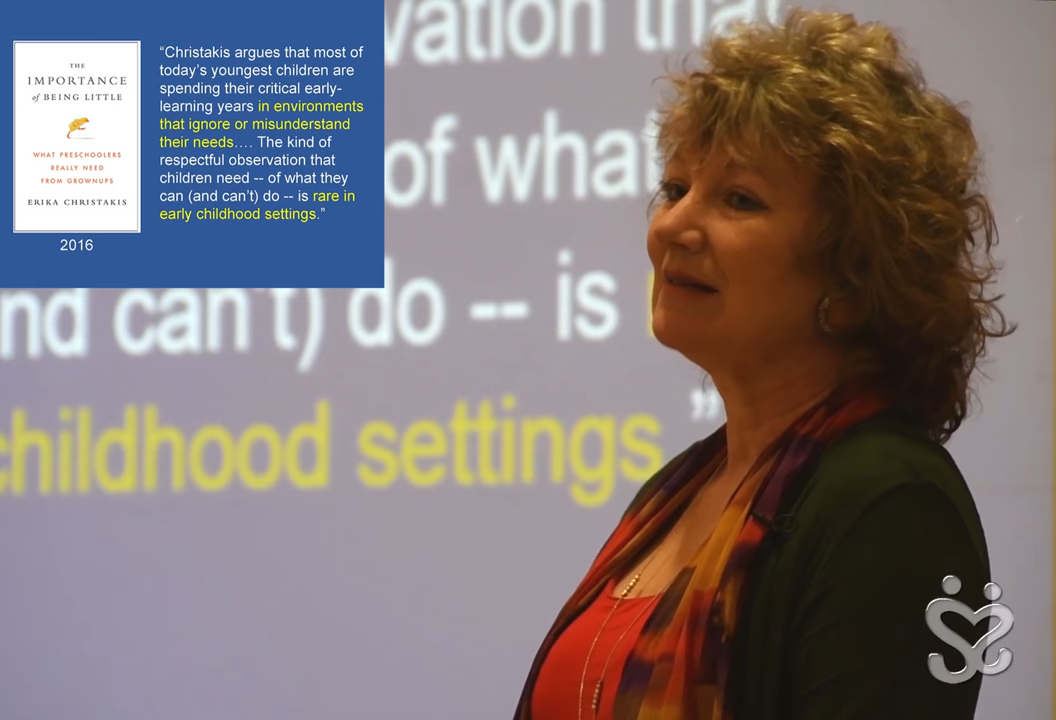 THE
IMPORTANCE
of BEING LITTLE
WHAT PRESCHOOLERS
REALLY NEED
FROM GROWNUPS
ERIKA CHRISTAKIS
2016
“Christakis argues that most of
today’s youngest children are
spending their critical early-
learning years in environments
that ignore or misunderstand
their needs…. The kind of
respectful observation that
children need -- of what they
can (and can’t) do -- is rare in
early childhood settings.”
vation that
of what
nd can’t) do -- is
childhood settings.”